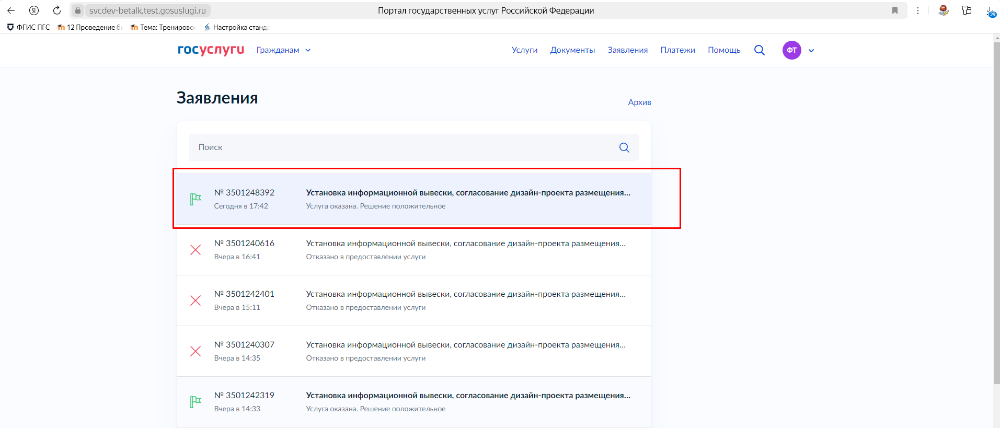 Я
svcdev-betalk.test.gosuslugi.ru
Портал государственных услуг Российской Федерации
29
ФГИС ПГС
12 Проведение би
Тема: Тренировоч
Настройка станда
госуслуги
Гражданам
Услуги
Документы
Заявления
Платежи
Помощь
ФТ
Заявления
Архив
Поиск
№ 3501248392
Установка информационной вывески, согласование дизайн-проекта размещения...
Сегодня в 17:42
Услуга оказана. Решение положительное
№ 3501240616
Установка информационной вывески, согласование дизайн-проекта размещения...
Вчера в 16:41
Отказано в предоставлении услуги
№ 3501242401
Установка информационной вывески, согласование дизайн-проекта размещения...
Вчера в 15:11
Отказано в предоставлении услуги
№ 3501240307
Установка информационной вывески, согласование дизайн-проекта размещения...
Вчера в 14:35
Отказано в предоставлении услуги
№ 3501242319
Установка информационной вывески, согласование дизайн-проекта размещения...
Вчера в 14:33
Услуга оказана. Решение положительное